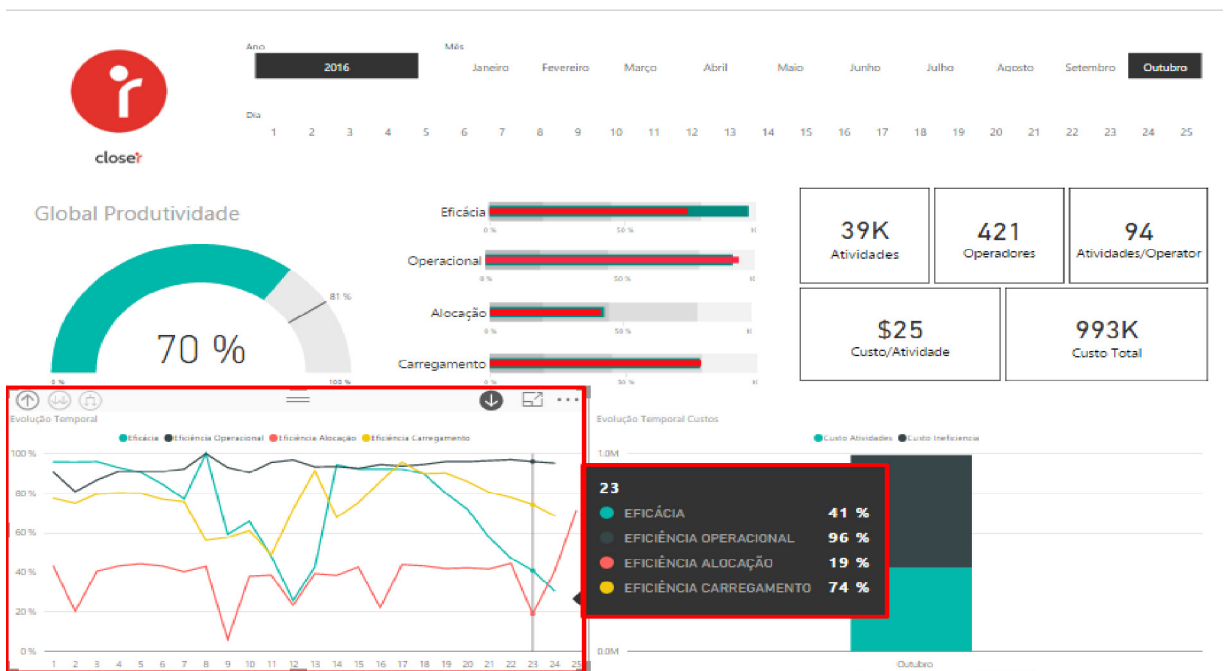 Ano
Mês
2016
Janeiro Fevereiro Março Abril Maio Junho Julho Agosto Setembro Outubro
Dia
1 2 3 4 5 6 7 8 9 10 11 12 13 14 15 16 17 18 19 20 21 22 23 24 25
closer
Global Produtividade
81 %
70 %
0 %
100 %
Eficácia
0 % 50 %
Operacional
0 % 50 %
Alocação
0 % 50 %
Carregamento
0 % 50 %
39K
Atividades
421
Operadores
94
Atividades/Operator
$25
Custo/Atividade
993K
Custo Total
Evolução Temporal
Eficácia Eficiência Operacional Eficiência Alocação Eficiência Carregamento
100 %
80 %
60 %
40 %
20 %
0 %
1 2 3 4 5 6 7 8 9 10 11 12 13 14 15 16 17 18 19 20 21 22 23 24 25
Evolução Temporal Custos
Custo Atividades Custo Ineficiencia
1.0M
0.0M
Outubro
23
EFICÁCIA 41 %
EFICIÊNCIA OPERACIONAL 96 %
EFICIÊNCIA ALOCAÇÃO 19 %
EFICIÊNCIA CARREGAMENTO 74 %